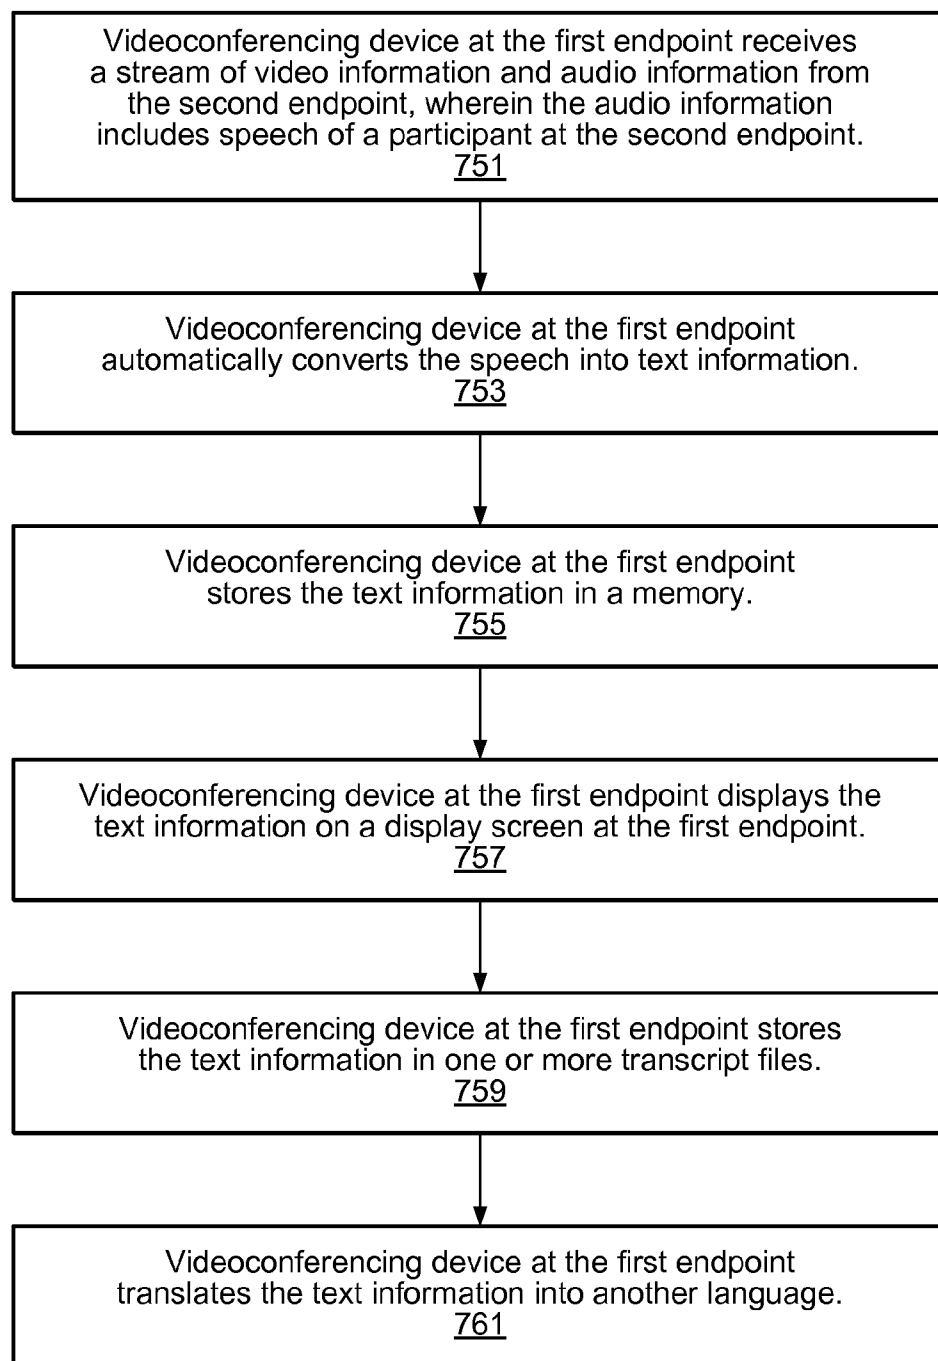 Videoconferencing device at the first endpoint receives
a stream of video information and audio information from
the second endpoint, wherein the audio information
includes speech of a participant at the second endpoint.
751
Videoconferencing device at the first endpoint
automatically converts the speech into text information.
753
Videoconferencing device at the first endpoint
stores the text information in a memory.
755
Videoconferencing device at the first endpoint displays the
text information on a display screen at the first endpoint.
757
Videoconferencing device at the first endpoint stores
the text information in one or more transcript files.
759
Videoconferencing device at the first endpoint
translates the text information into another language.
761